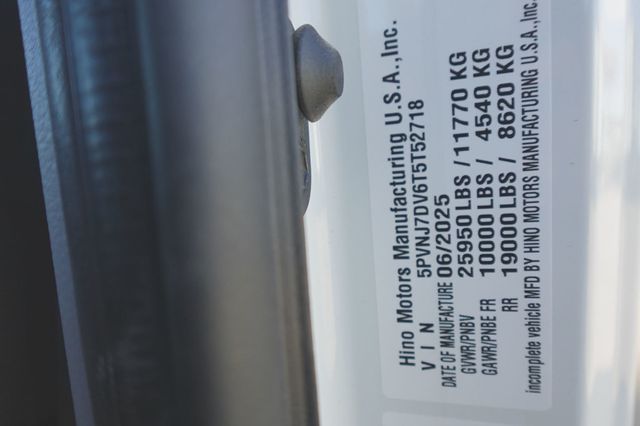 Hino Motors Manufacturing U.S.A.,Inc.
VIN 5PVNJ7DV6T5T52718
DATE OF MANUFACTURE 06/2025
GVWR/PNBV 25950 LBS / 11770 KG
GAWR/PNBE FR 10000 LBS / 4540 KG
RR 19000 LBS / 8620 KG
incomplete vehicle MFD BY HINO MOTORS MANUFACTURING U.S.A.,Inc.